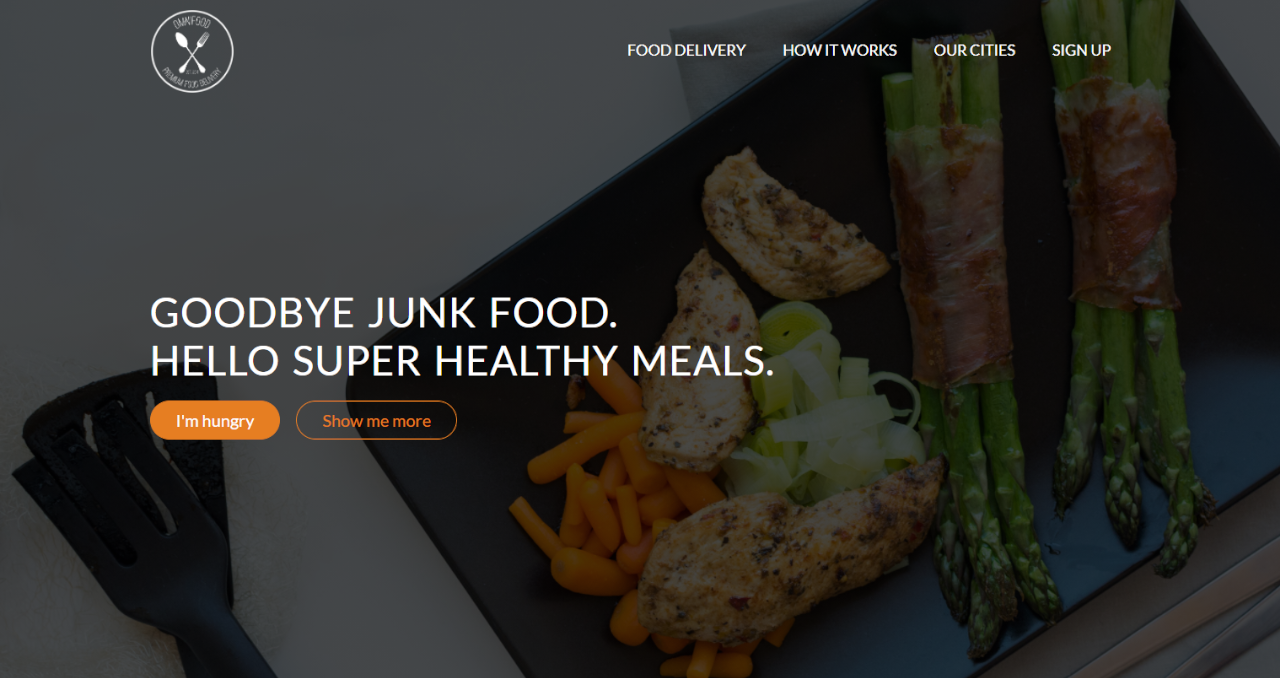 OMNIFOOD
PREMIUM FOOD DELIVERY
FOOD DELIVERY
HOW IT WORKS
OUR CITIES
SIGN UP
GOODBYE JUNK FOOD.
HELLO SUPER HEALTHY MEALS.
I'm hungry
Show me more